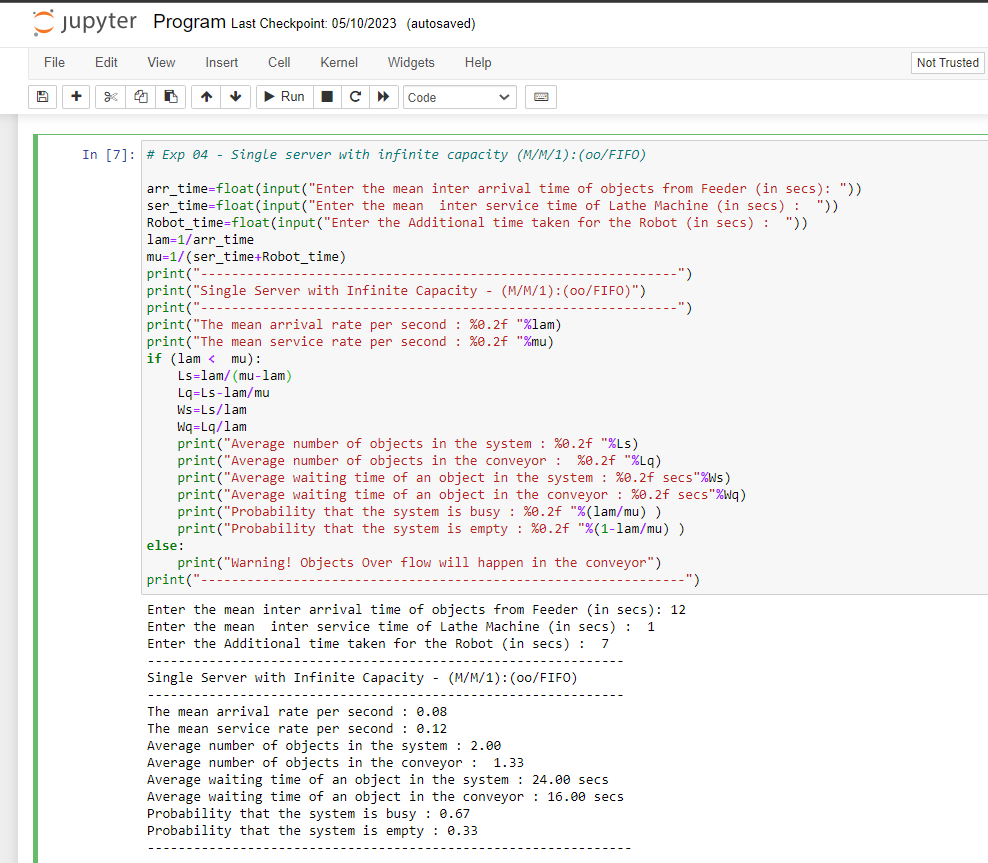 jupyter Program Last Checkpoint: 05/10/2023 (autosaved)
File Edit View Insert Cell Kernel Widgets Help Not Trusted
Run Code
In [7]: # Exp 04 - Single server with infinite capacity (M/M/1):(oo/FIFO)
arr_time=float(input("Enter the mean inter arrival time of objects from Feeder (in secs): "))
ser_time=float(input("Enter the mean  inter service time of Lathe Machine (in secs) :  "))
Robot_time=float(input("Enter the Additional time taken for the Robot (in secs) :  "))
lam=1/arr_time
mu=1/(ser_time+Robot_time)
print("--------------------------------------------------------------")
print("Single Server with Infinite Capacity - (M/M/1):(oo/FIFO)")
print("--------------------------------------------------------------")
print("The mean arrival rate per second : %0.2f "%lam)
print("The mean service rate per second : %0.2f "%mu)
if (lam <  mu):
    Ls=lam/(mu-lam)
    Lq=Ls-lam/mu
    Ws=Ls/lam
    Wq=Lq/lam
    print("Average number of objects in the system : %0.2f "%Ls)
    print("Average number of objects in the conveyor :  %0.2f "%Lq)
    print("Average waiting time of an object in the system : %0.2f secs"%Ws)
    print("Average waiting time of an object in the conveyor : %0.2f secs"%Wq)
    print("Probability that the system is busy : %0.2f "%(lam/mu) )
    print("Probability that the system is empty : %0.2f "%(1-lam/mu) )
else:
    print("Warning! Objects Over flow will happen in the conveyor")
print("---------------------------------------------------------------")
Enter the mean inter arrival time of objects from Feeder (in secs): 12
Enter the mean  inter service time of Lathe Machine (in secs) :  1
Enter the Additional time taken for the Robot (in secs) :  7
--------------------------------------------------------------
Single Server with Infinite Capacity - (M/M/1):(oo/FIFO)
--------------------------------------------------------------
The mean arrival rate per second : 0.08
The mean service rate per second : 0.12
Average number of objects in the system : 2.00
Average number of objects in the conveyor :  1.33
Average waiting time of an object in the system : 24.00 secs
Average waiting time of an object in the conveyor : 16.00 secs
Probability that the system is busy : 0.67
Probability that the system is empty : 0.33
---------------------------------------------------------------